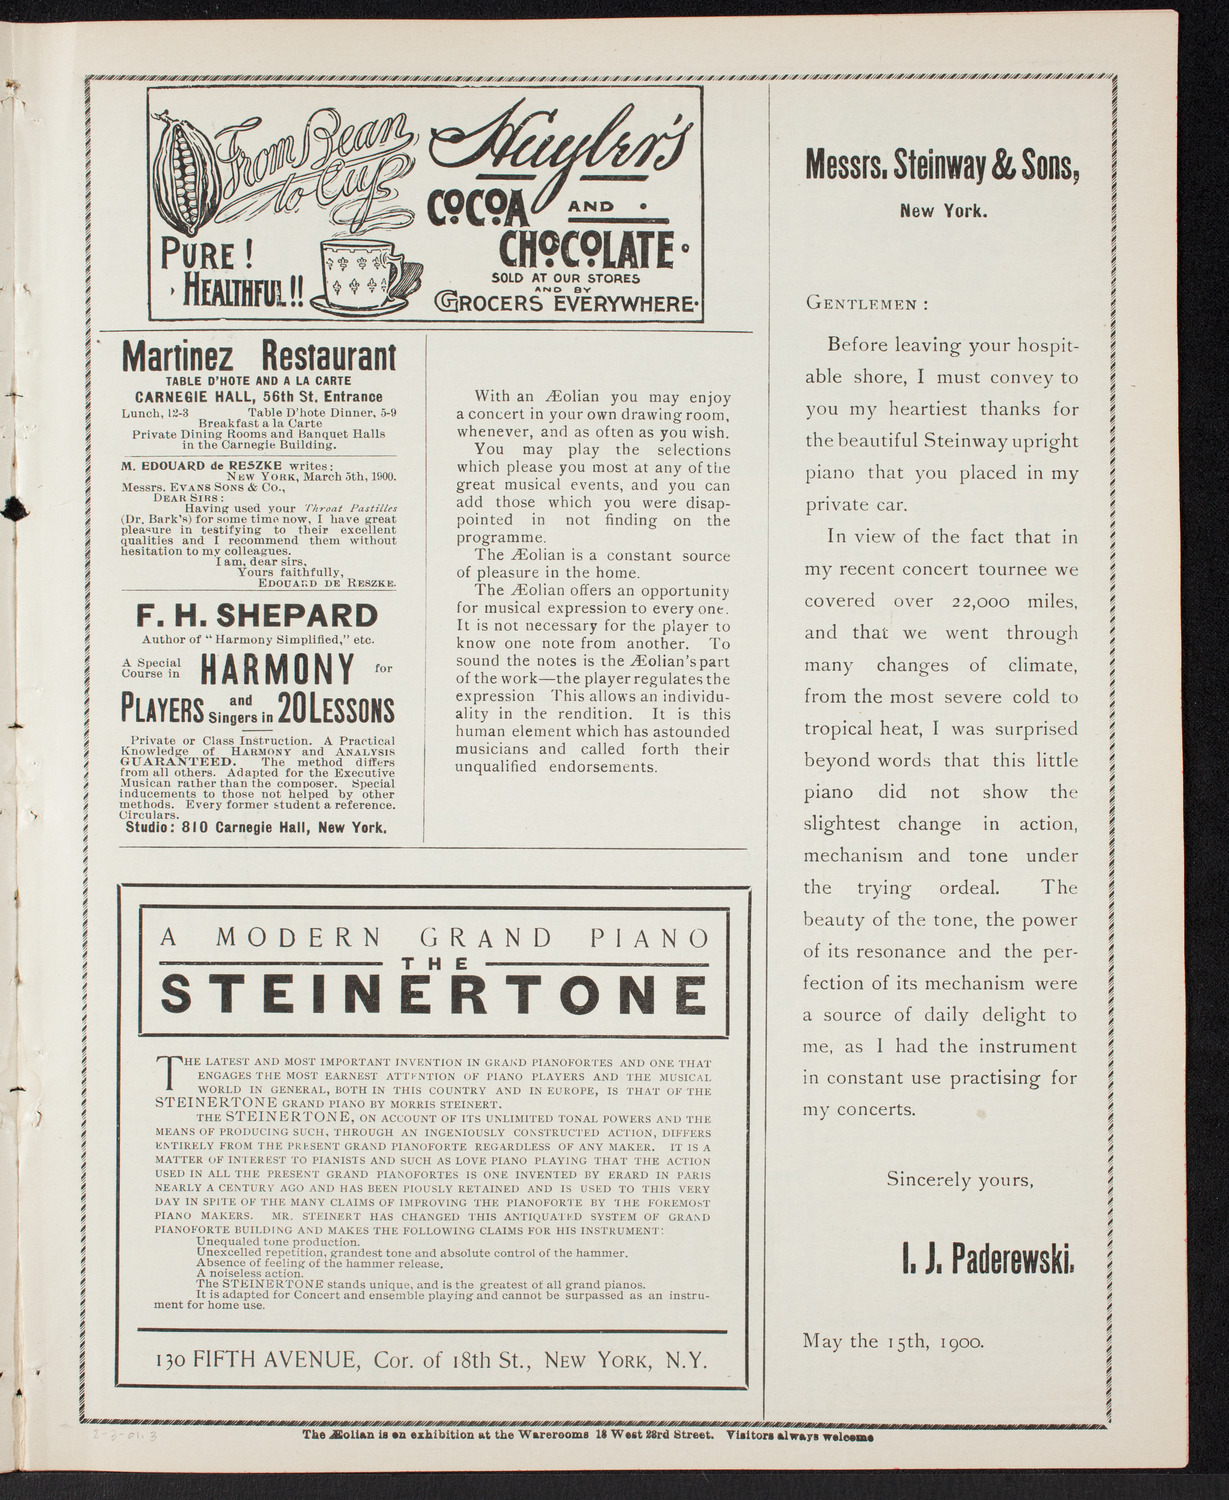 From Bean
to Cup
PURE!
HEALTHFUL!!
Huyler's
COCOA AND
CHOCOLATE
SOLD AT OUR STORES
AND BY
GROCERS EVERYWHERE.
Martinez Restaurant
TABLE D'HOTE AND A LA CARTE
CARNEGIE HALL, 56th St. Entrance
Lunch, 12-3 Table D'hote Dinner, 5-9
Breakfast a la Carte
Private Dining Rooms and Banquet Halls
in the Carnegie Building.
M. EDOUARD de RESZKE writes:
NEW YORK, March 5th, 1900.
Messrs. EVANS SONS & CO.,
DEAR SIRS:
Having used your Throat Pastilles
(Dr. Bark's) for some time now, I have great
pleasure in testifying to their excellent
qualities and I recommend them without
hesitation to my colleagues.
I am, dear sirs,
Yours faithfully,
EDOUARD DE RESZKE.
F. H. SHEPARD
Author of "Harmony Simplified," etc.
A Special
Course in HARMONY for
PLAYERS and
Singers in 20 LESSONS
Private or Class Instruction. A Practical
Knowledge of HARMONY and ANALYSIS
GUARANTEED. The method differs
from all others. Adapted for the Executive
Musican rather than the composer. Special
inducements to those not helped by other
methods. Every former student a reference.
Circulars.
Studio: 810 Carnegie Hall, New York.
With an Æolian you may enjoy
a concert in your own drawing room,
whenever, and as often as you wish.
You may play the selections
which please you most at any of the
great musical events, and you can
add those which you were disap-
pointed in not finding on the
programme.
The Æolian is a constant source
of pleasure in the home.
The Æolian offers an opportunity
for musical expression to every one.
It is not necessary for the player to
know one note from another. To
sound the notes is the Æolian's part
of the work—the player regulates the
expression This allows an individu-
ality in the rendition. It is this
human element which has astounded
musicians and called forth their
unqualified endorsements.
A MODERN GRAND PIANO
THE
STEINERTONE
THE LATEST AND MOST IMPORTANT INVENTION IN GRAND PIANOFORTES AND ONE THAT
ENGAGES THE MOST EARNEST ATTENTION OF PIANO PLAYERS AND THE MUSICAL
WORLD IN GENERAL, BOTH IN THIS COUNTRY AND IN EUROPE, IS THAT OF THE
STEINERTONE GRAND PIANO BY MORRIS STEINERT.
THE STEINERTONE, ON ACCOUNT OF ITS UNLIMITED TONAL POWERS AND THE
MEANS OF PRODUCING SUCH, THROUGH AN INGENIOUSLY CONSTRUCTED ACTION, DIFFERS
ENTIRELY FROM THE PRESENT GRAND PIANOFORTE REGARDLESS OF ANY MAKER. IT IS A
MATTER OF INTEREST TO PIANISTS AND SUCH AS LOVE PIANO PLAYING THAT THE ACTION
USED IN ALL THE PRESENT GRAND PIANOFORTES IS ONE INVENTED BY ERARD IN PARIS
NEARLY A CENTURY AGO AND HAS BEEN PIOUSLY RETAINED AND IS USED TO THIS VERY
DAY IN SPITE OF THE MANY CLAIMS OF IMPROVING THE PIANOFORTE BY THE FOREMOST
PIANO MAKERS. MR. STEINERT HAS CHANGED THIS ANTIQUATED SYSTEM OF GRAND
PIANOFORTE BUILDING AND MAKES THE FOLLOWING CLAIMS FOR HIS INSTRUMENT:
Unequaled tone production.
Unexcelled repetition, grandest tone and absolute control of the hammer.
Absence of feeling of the hammer release.
A noiseless action.
The STEINERTONE stands unique, and is the greatest of all grand pianos.
It is adapted for Concert and ensemble playing and cannot be surpassed as an instru-
ment for home use.
130 FIFTH AVENUE, Cor. of 18th St., NEW YORK, N.Y.
Messrs. Steinway & Sons,
New York.
GENTLEMEN:
Before leaving your hospit-
able shore, I must convey to
you my heartiest thanks for
the beautiful Steinway upright
piano that you placed in my
private car.
In view of the fact that in
my recent concert tournee we
covered over 22,000 miles,
and that we went through
many changes of climate,
from the most severe cold to
tropical heat, I was surprised
beyond words that this little
piano did not show the
slightest change in action,
mechanism and tone under
the trying ordeal. The
beauty of the tone, the power
of its resonance and the per-
fection of its mechanism were
a source of daily delight to
me, as I had the instrument
in constant use practising for
my concerts.
Sincerely yours,
I. J. Paderewski.
May the 15th, 1900.
2-3-01.3
The Æolian is on exhibition at the Warerooms 18 West 23rd Street. Visitors always welcome